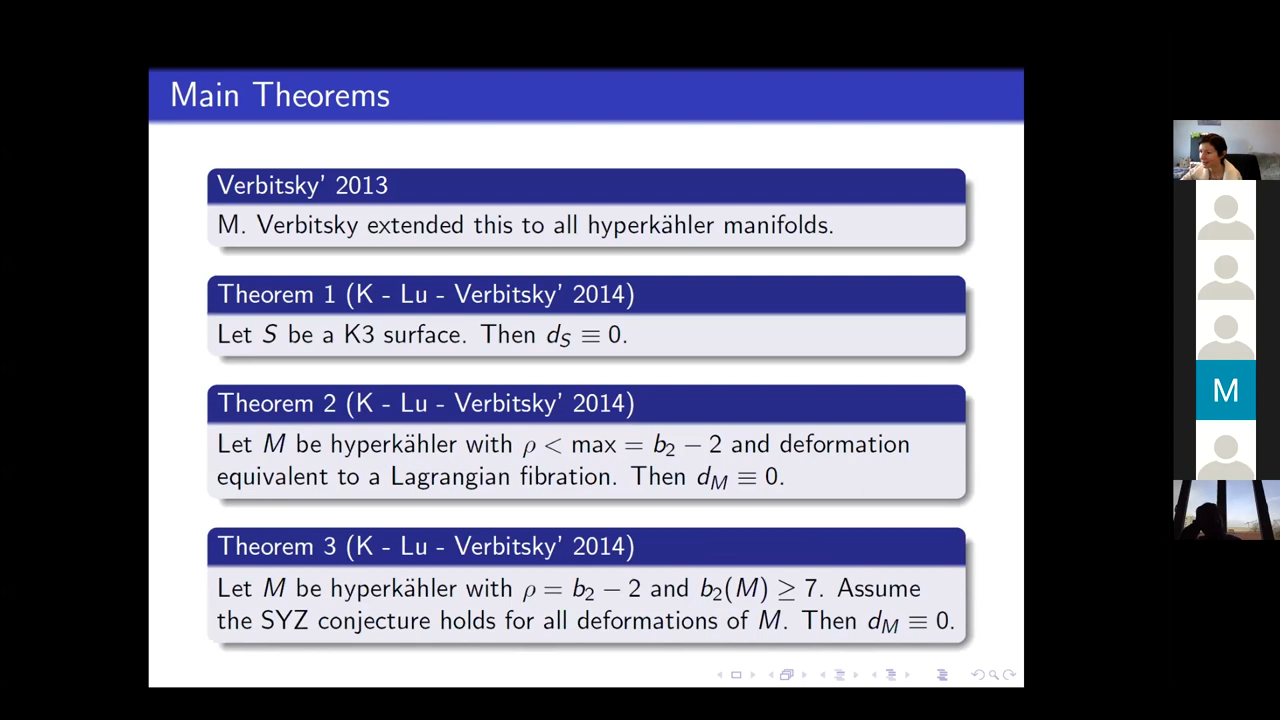 Main Theorems
Verbitsky' 2013
M. Verbitsky extended this to all hyperkähler manifolds.
Theorem 1 (K - Lu - Verbitsky' 2014)
Let S be a K3 surface. Then d_S ≡ 0.
Theorem 2 (K - Lu - Verbitsky' 2014)
Let M be hyperkähler with ρ < max = b₂ − 2 and deformation
equivalent to a Lagrangian fibration. Then d_M ≡ 0.
Theorem 3 (K - Lu - Verbitsky' 2014)
Let M be hyperkähler with ρ = b₂ − 2 and b₂(M) ≥ 7. Assume
the SYZ conjecture holds for all deformations of M. Then d_M ≡ 0.
M